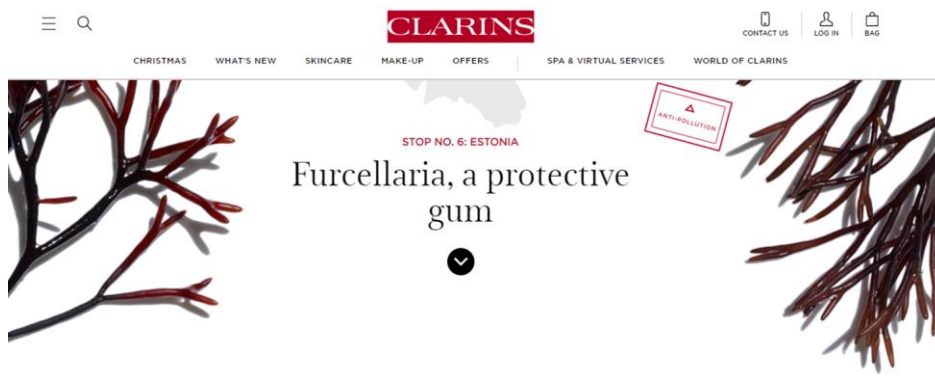 CLARINS
CONTACT US
LOG IN
BAG
CHRISTMAS
WHAT'S NEW
SKINCARE
MAKE-UP
OFFERS
SPA & VIRTUAL SERVICES
WORLD OF CLARINS
ANTI-POLLUTION
STOP NO. 6: ESTONIA
Furcellaria, a protective
gum